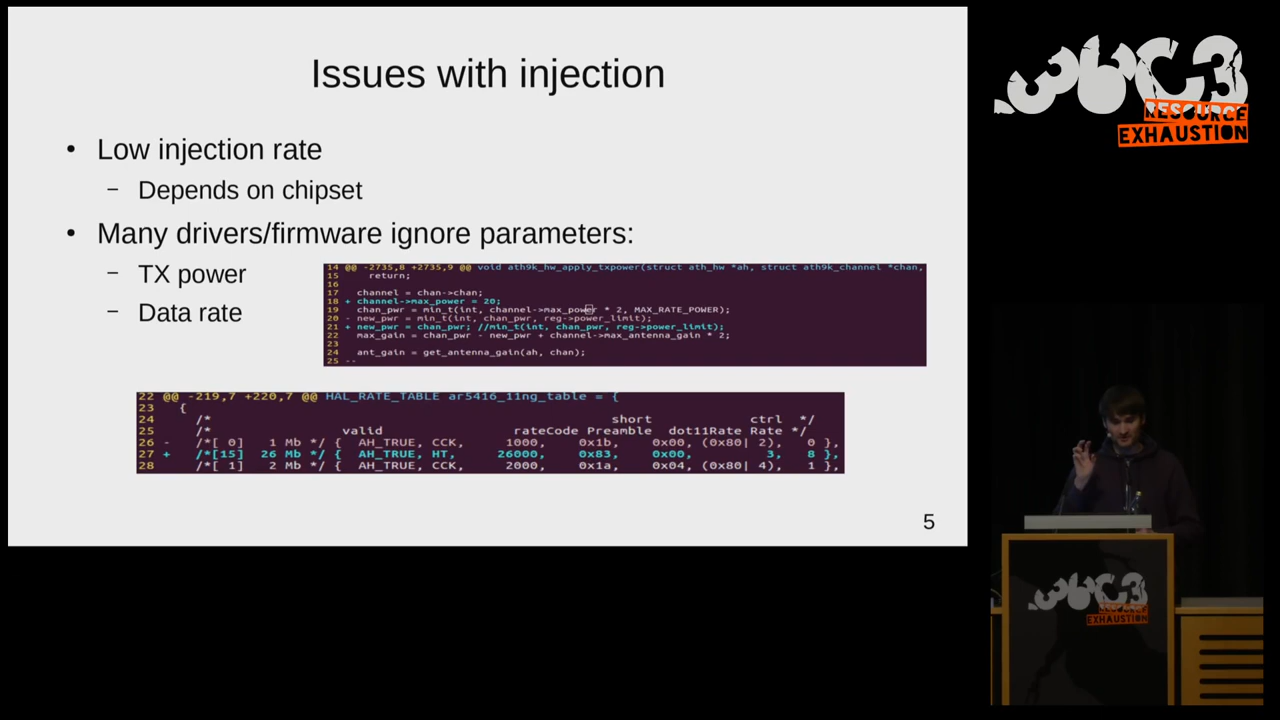 Issues with injection
• Low injection rate
– Depends on chipset
• Many drivers/firmware ignore parameters:
– TX power
– Data rate
14 @@ -2735,8 +2735,9 @@ void ath9k_hw_apply_txpower(struct ath_hw *ah, struct ath9k_channel *chan,
15 return;
16
17 channel = chan->chan;
18 + channel->max_power = 20;
19 chan_pwr = min_t(int, channel->max_power * 2, MAX_RATE_POWER);
20 - new_pwr = min_t(int, chan_pwr, reg->power_limit);
21 + new_pwr = chan_pwr; //min_t(int, chan_pwr, reg->power_limit);
22 max_gain = chan_pwr - new_pwr + channel->max_antenna_gain * 2;
23
24 ant_gain = get_antenna_gain(ah, chan);
25 --
22 @@ -219,7 +220,7 @@ HAL_RATE_TABLE ar5416_11ng_table = {
23 {
24 /* short ctrl */
25 /* valid rateCode Preamble dot11Rate Rate */
26 - /*[ 0] 1 Mb */ { AH_TRUE, CCK, 1000, 0x1b, 0x00, (0x80| 2), 0 },
27 + /*[15] 26 Mb */ { AH_TRUE, HT, 26000, 0x83, 0x00, 3, 8 },
28 /*[ 1] 2 Mb */ { AH_TRUE, CCK, 2000, 0x1a, 0x04, (0x80| 4), 1 },
5
36C3
RESOURCE
EXHAUSTION
36C3
RESOURCE
EXHAUSTION